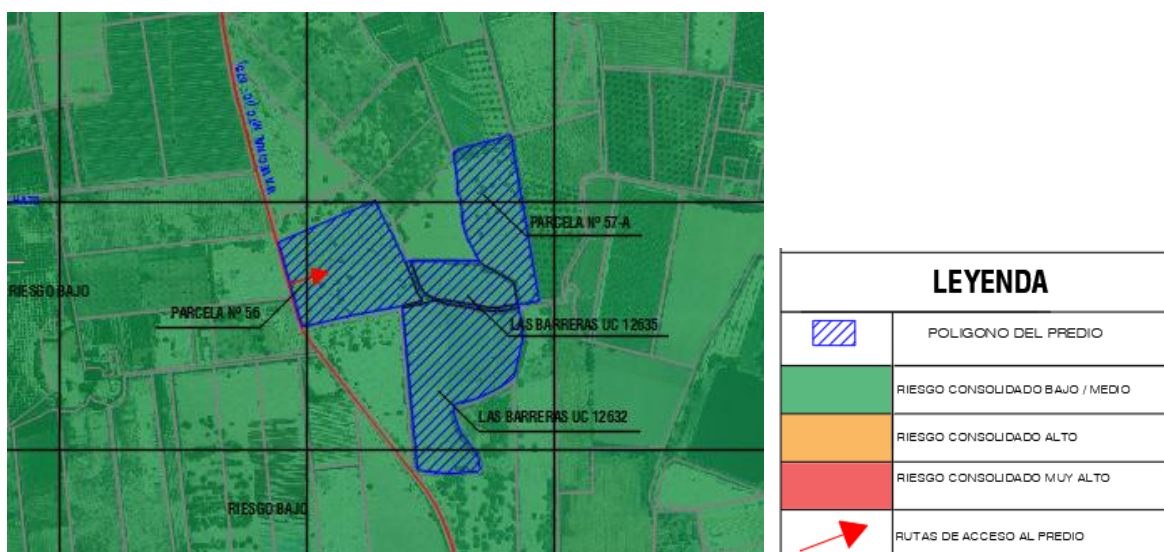 PARCELA Nº 57-A
RIESGO BAJO
PARCELA Nº 56
LAS BARRERAS UC 12635
LAS BARRERAS UC 12632
RIESGO BAJO
LEYENDA
POLIGONO DEL PREDIO
RIESGO CONSOLIDADO BAJO / MEDIO
RIESGO CONSOLIDADO ALTO
RIESGO CONSOLIDADO MUY ALTO
RUTAS DE ACCESO AL PREDIO